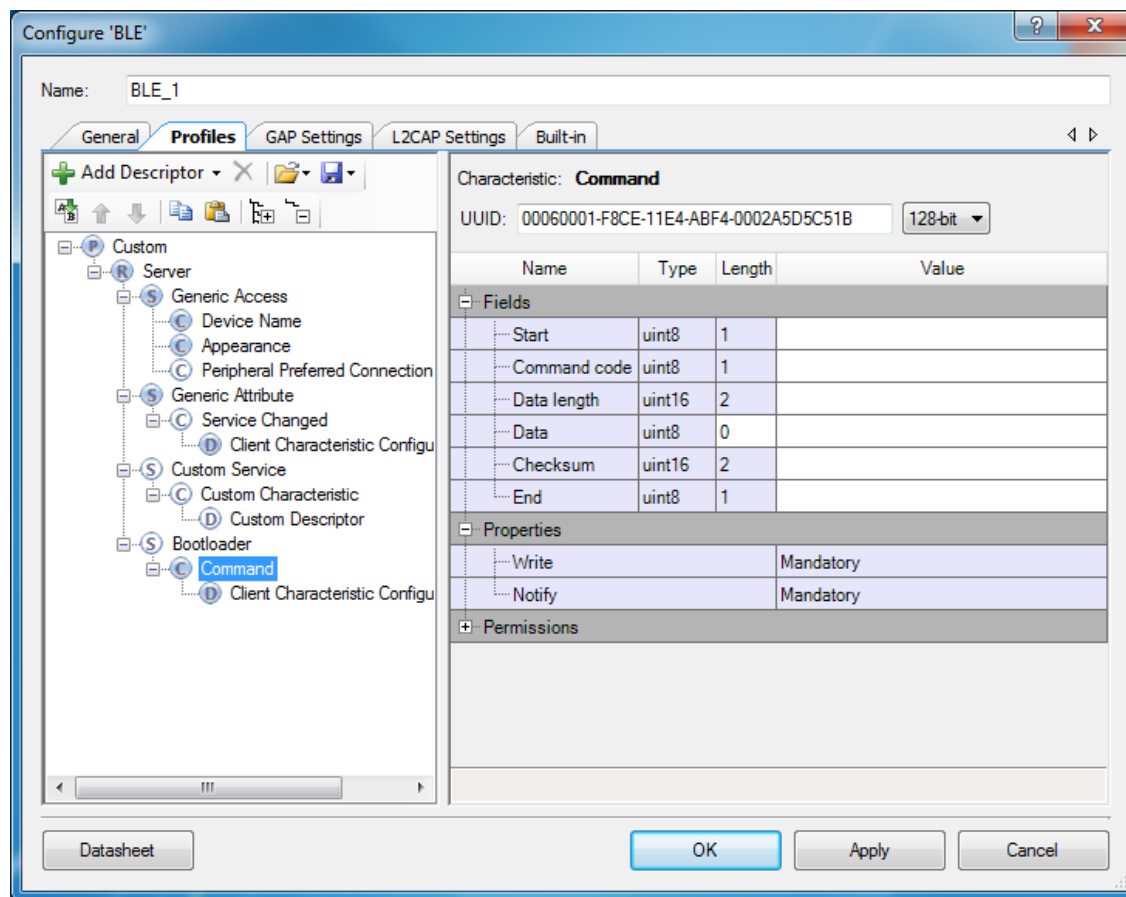 Configure 'BLE'
Name: BLE_1
General Profiles GAP Settings L2CAP Settings Built-in
Add Descriptor
Custom
Server
Generic Access
Device Name
Appearance
Peripheral Preferred Connection
Generic Attribute
Service Changed
Client Characteristic Configu
Custom Service
Custom Characteristic
Custom Descriptor
Bootloader
Command
Client Characteristic Configu
Characteristic: Command
UUID: 00060001-F8CE-11E4-ABF4-0002A5D5C51B 128-bit
Name Type Length Value
Fields
Start uint8 1
Command code uint8 1
Data length uint16 2
Data uint8 0
Checksum uint16 2
End uint8 1
Properties
Write Mandatory
Notify Mandatory
Permissions
Datasheet OK Apply Cancel